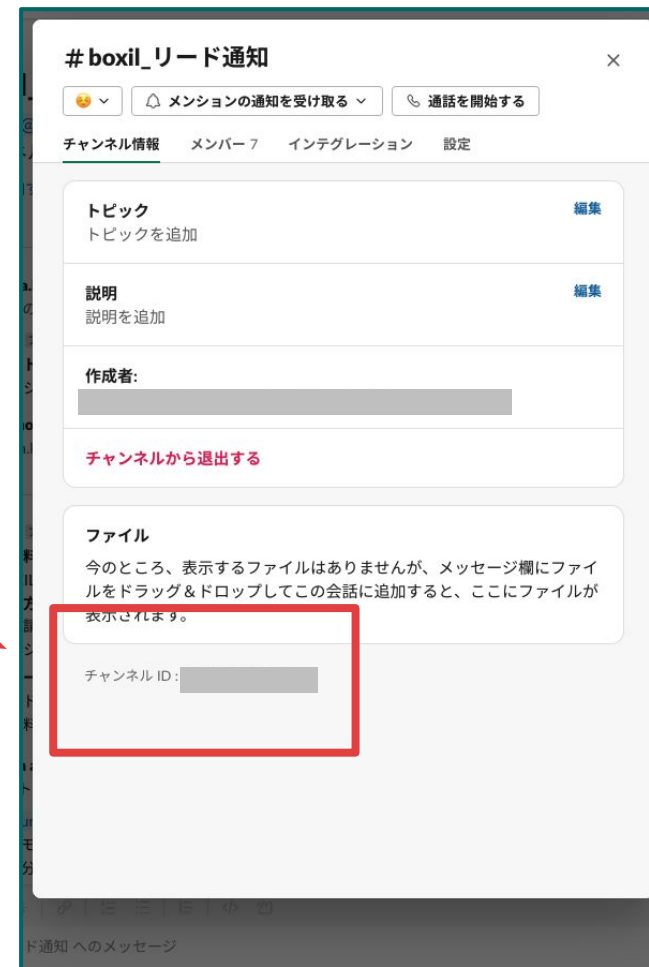 # boxil_リード通知
メンションの通知を受け取る
通話を開始する
チャンネル情報 メンバー 7 インテグレーション 設定
トピック 編集
トピックを追加
説明 編集
説明を追加
作成者:
チャンネルから退出する
ファイル
今のところ、表示するファイルはありませんが、メッセージ欄にファイ
ルをドラッグ＆ドロップしてこの会話に追加すると、ここにファイルが
表示されます。
チャンネル ID :
ド通知 へのメッセージ